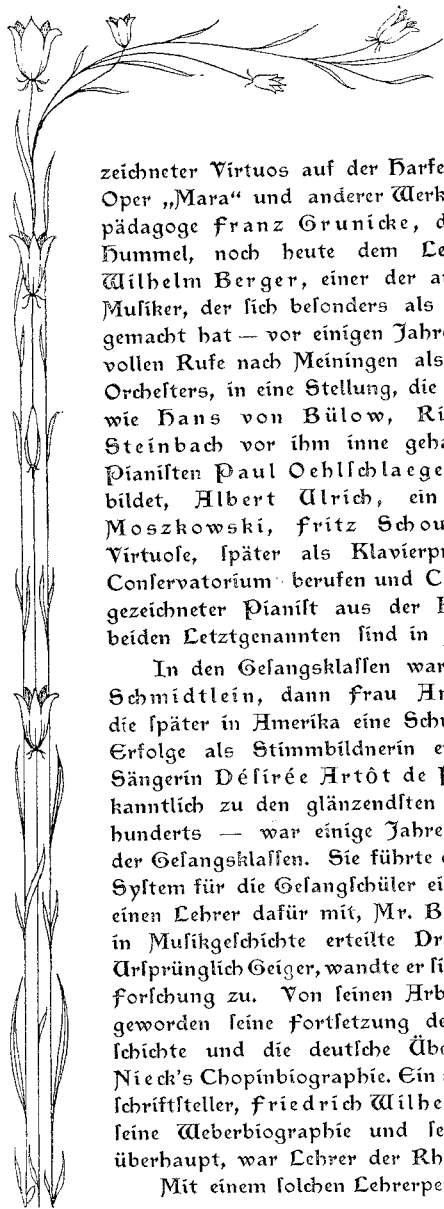 zeichneter Virtuos auf der Harfe
Oper „Mara“ und anderer Werk
pädagoge Franz Grunicke, d
Hummel, noch heute dem Le
Wilhelm Berger, einer der a
Musiker, der sich besonders als
gemacht hat — vor einigen Jahre
vollen Rufe nach Meiningen als
Orchesters, in eine Stellung, die
wie Hans von Bülow, Ri
Steinbach vor ihm inne geha
Pianisten Paul Oehlschlaege
bildet, Albert Ulrich, ein
Moszkowski, Fritz Schou
Virtuose, später als Klavierpr
Conservatorium berufen und C
gezeichneter Pianist aus der
beiden Letztgenannten sind in
In den Gesangsklassen war
Schmidtlein, dann Frau An
die später in Amerika eine Schu
Erfolge als Stimmbildnerin e
Sängerin Désirée Artôt de P
kanntlich zu den glänzendsten
hunderts — war einige Jahre
der Gesangsklassen. Sie führte
System für die Gesangschüler ei
einen Lehrer dafür mit, Mr. B
in Musikgeschichte erteilte Dr
Ursprünglich Geiger, wandte er si
Forschung zu. Von seinen Arb
geworden seine Fortsetzung de
schichte und die deutsche Übe
Nieck's Chopinbiographie. Ein
schriftsteller, Friedrich Wilhe
seine Weberbiographie und se
überhaupt, war Lehrer der Rh
Mit einem solchen Lehrerpe